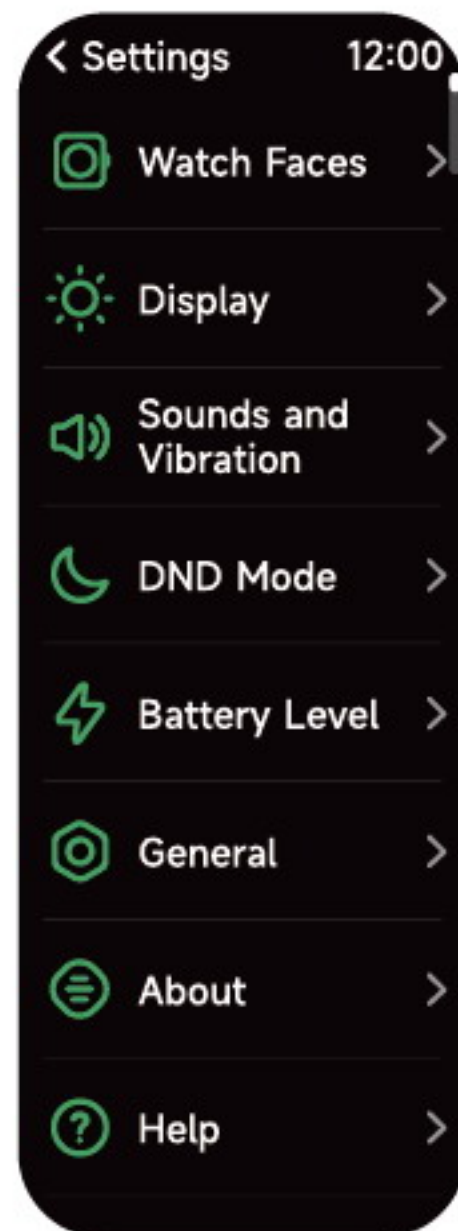 < Settings 12:00
Watch Faces
Display
Sounds and
Vibration
DND Mode
Battery Level
General
About
Help